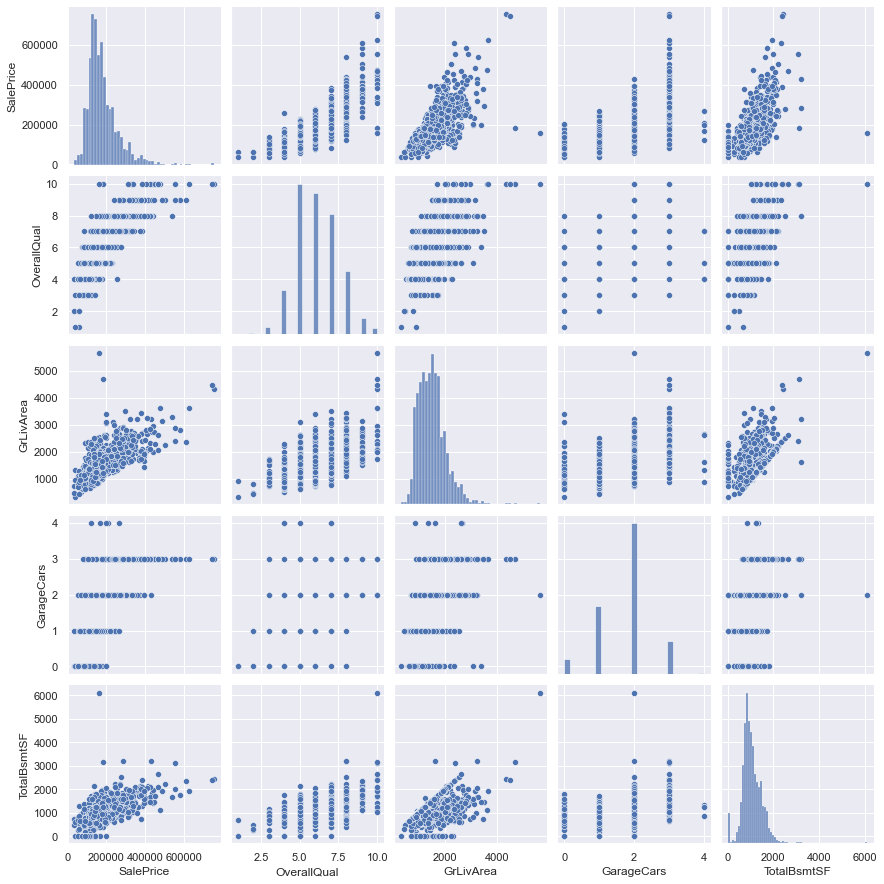 600000
400000
200000
0
SalePrice
10
8
6
4
2
OverallQual
5000
4000
3000
2000
1000
GrLivArea
4
3
2
1
0
GarageCars
6000
5000
4000
3000
2000
1000
0
TotalBsmtSF
0 200000 400000 600000
2.5 5.0 7.5 10.0
2000 4000
0 2 4
0 2000 4000 6000
SalePrice
OverallQual
GrLivArea
GarageCars
TotalBsmtSF